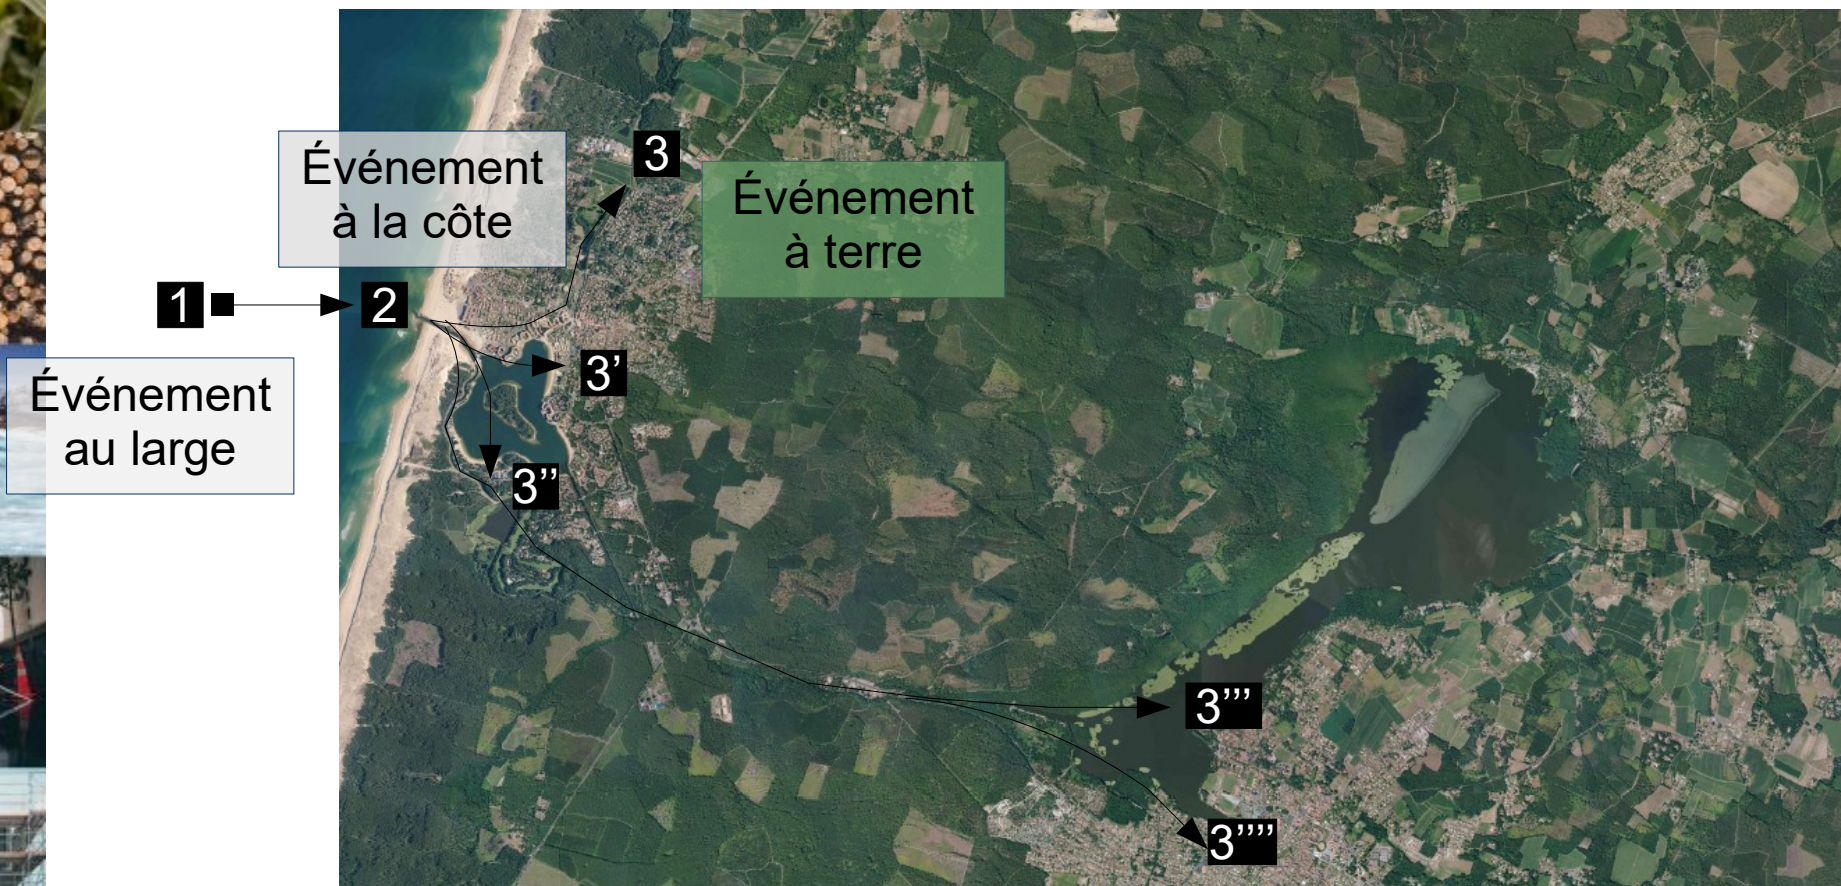 Événement
à la côte
3
Événement
à terre
1
2
Événement
au large
3’
3’’
3’’’
3’’’’